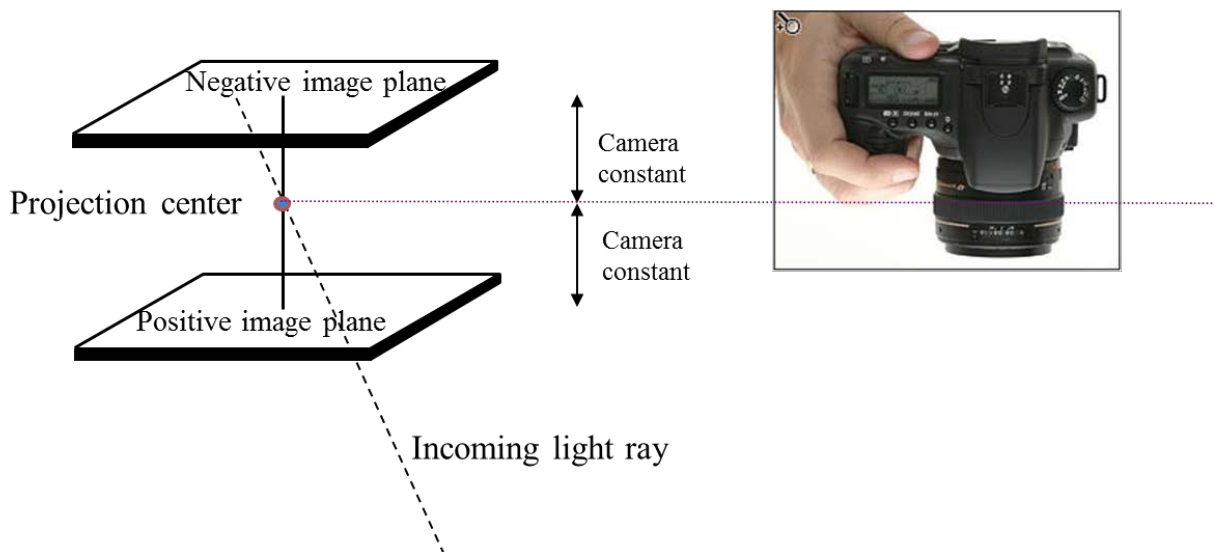 Negative image plane
Camera
constant
Projection center
Camera
constant
Positive image plane
Incoming light ray